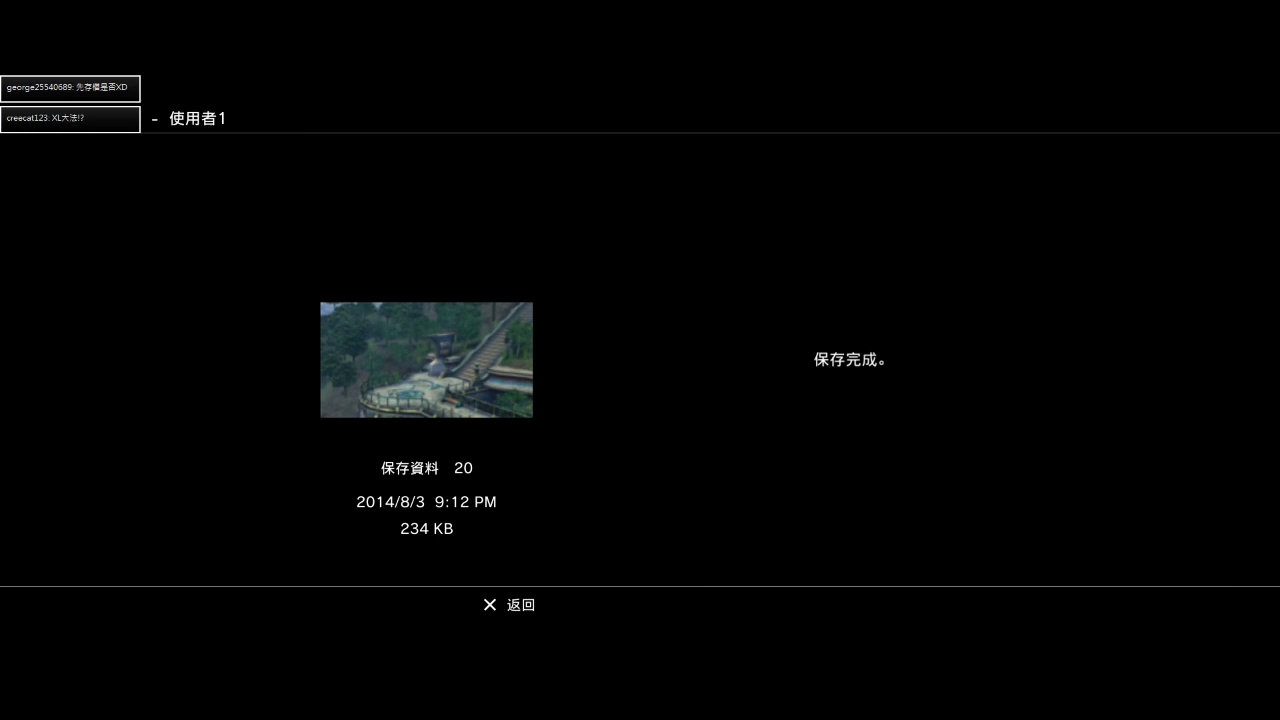 george25540689: 先存檔是否XD
creecat123: XL大法!?
- 使用者1
保存完成。
保存資料 20
2014/8/3 9:12 PM
234 KB
✕ 返回